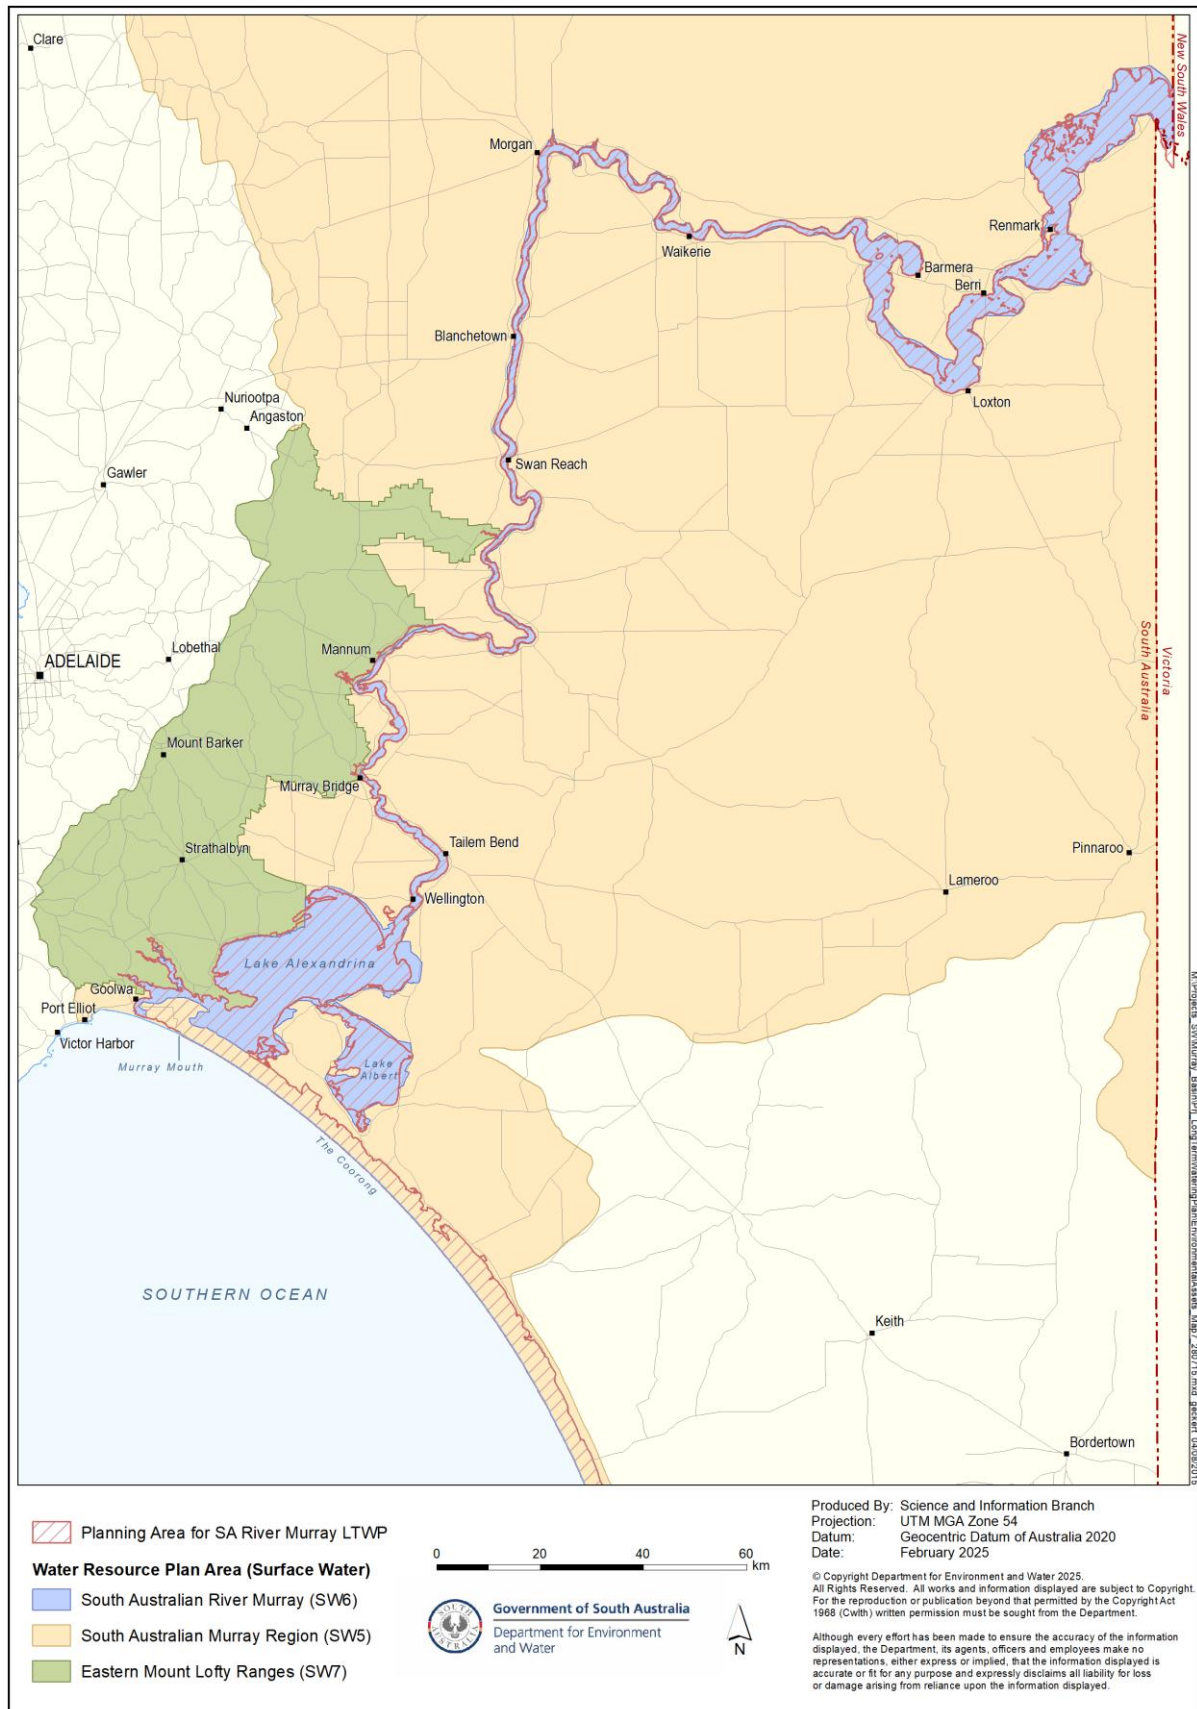 Clare
New South Wales
Morgan
Renmark
Waikerie
Barmera
Berri
Blanchetown
Loxton
Nuriootpa
Angaston
Swan Reach
Gawler
Lobethal
Mannum
ADELAIDE
South Australia
Victoria
Mount Barker
Murray Bridge
Tailem Bend
Pinnaroo
Strathalbyn
Lameroo
Wellington
Lake Alexandrina
Goolwa
Port Elliot
Victor Harbor
Murray Mouth
Lake
Albert
The Coorong
SOUTHERN OCEAN
Keith
Bordertown
Planning Area for SA River Murray LTWP
Water Resource Plan Area (Surface Water)
South Australian River Murray (SW6)
South Australian Murray Region (SW5)
Eastern Mount Lofty Ranges (SW7)
0 20 40 60
km
SOUTH
AUSTRALIA
Government of South Australia
Department for Environment
and Water
N
Produced By: Science and Information Branch
Projection: UTM MGA Zone 54
Datum: Geocentric Datum of Australia 2020
Date: February 2025
© Copyright Department for Environment and Water 2025.
All Rights Reserved. All works and information displayed are subject to Copyright.
For the reproduction or publication beyond that permitted by the Copyright Act
1968 (Cwlth) written permission must be sought from the Department.
Although every effort has been made to ensure the accuracy of the information
displayed, the Department, its agents, officers and employees make no
representations, either express or implied, that the information displayed is
accurate or fit for any purpose and expressly disclaims all liability for loss
or damage arising from reliance upon the information displayed.